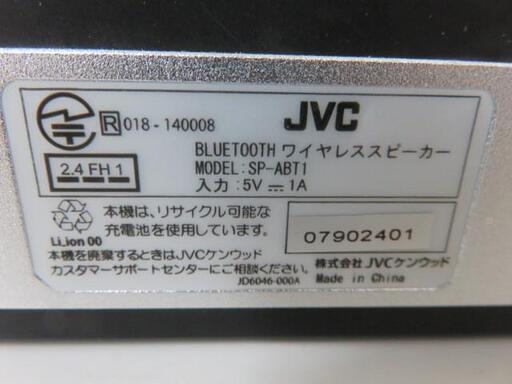 R 018-140008
JVC
2.4 FH 1
BLUETOOTH ワイヤレススピーカー
MODEL: SP-ABT1
入力:5V⎓1A
Li_ion 00
本機は、リサイクル可能な
充電池を使用しています。
本機を廃棄するときはJVCケンウッド
カスタマーサポートセンターにご相談ください。
JD6046-000A
07902401
株式会社 JVCケンウッド
Made in China